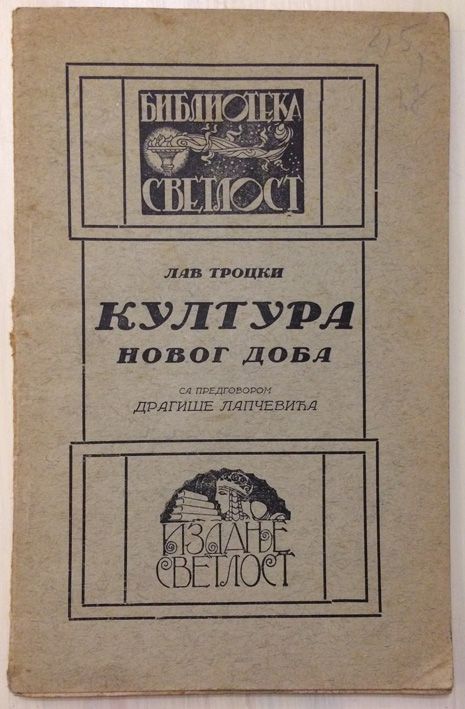 БИБЛИОТЕКА
СВЕТЛОСТ
ЛАВ ТРОЦКИ
КУЛТУРА
НОВОГ ДОБА
СА ПРЕДГОВОРОМ
ДРАГИШЕ ЛАПЧЕВИЋА
ИЗДАЊЕ
СВЕТЛОСТ